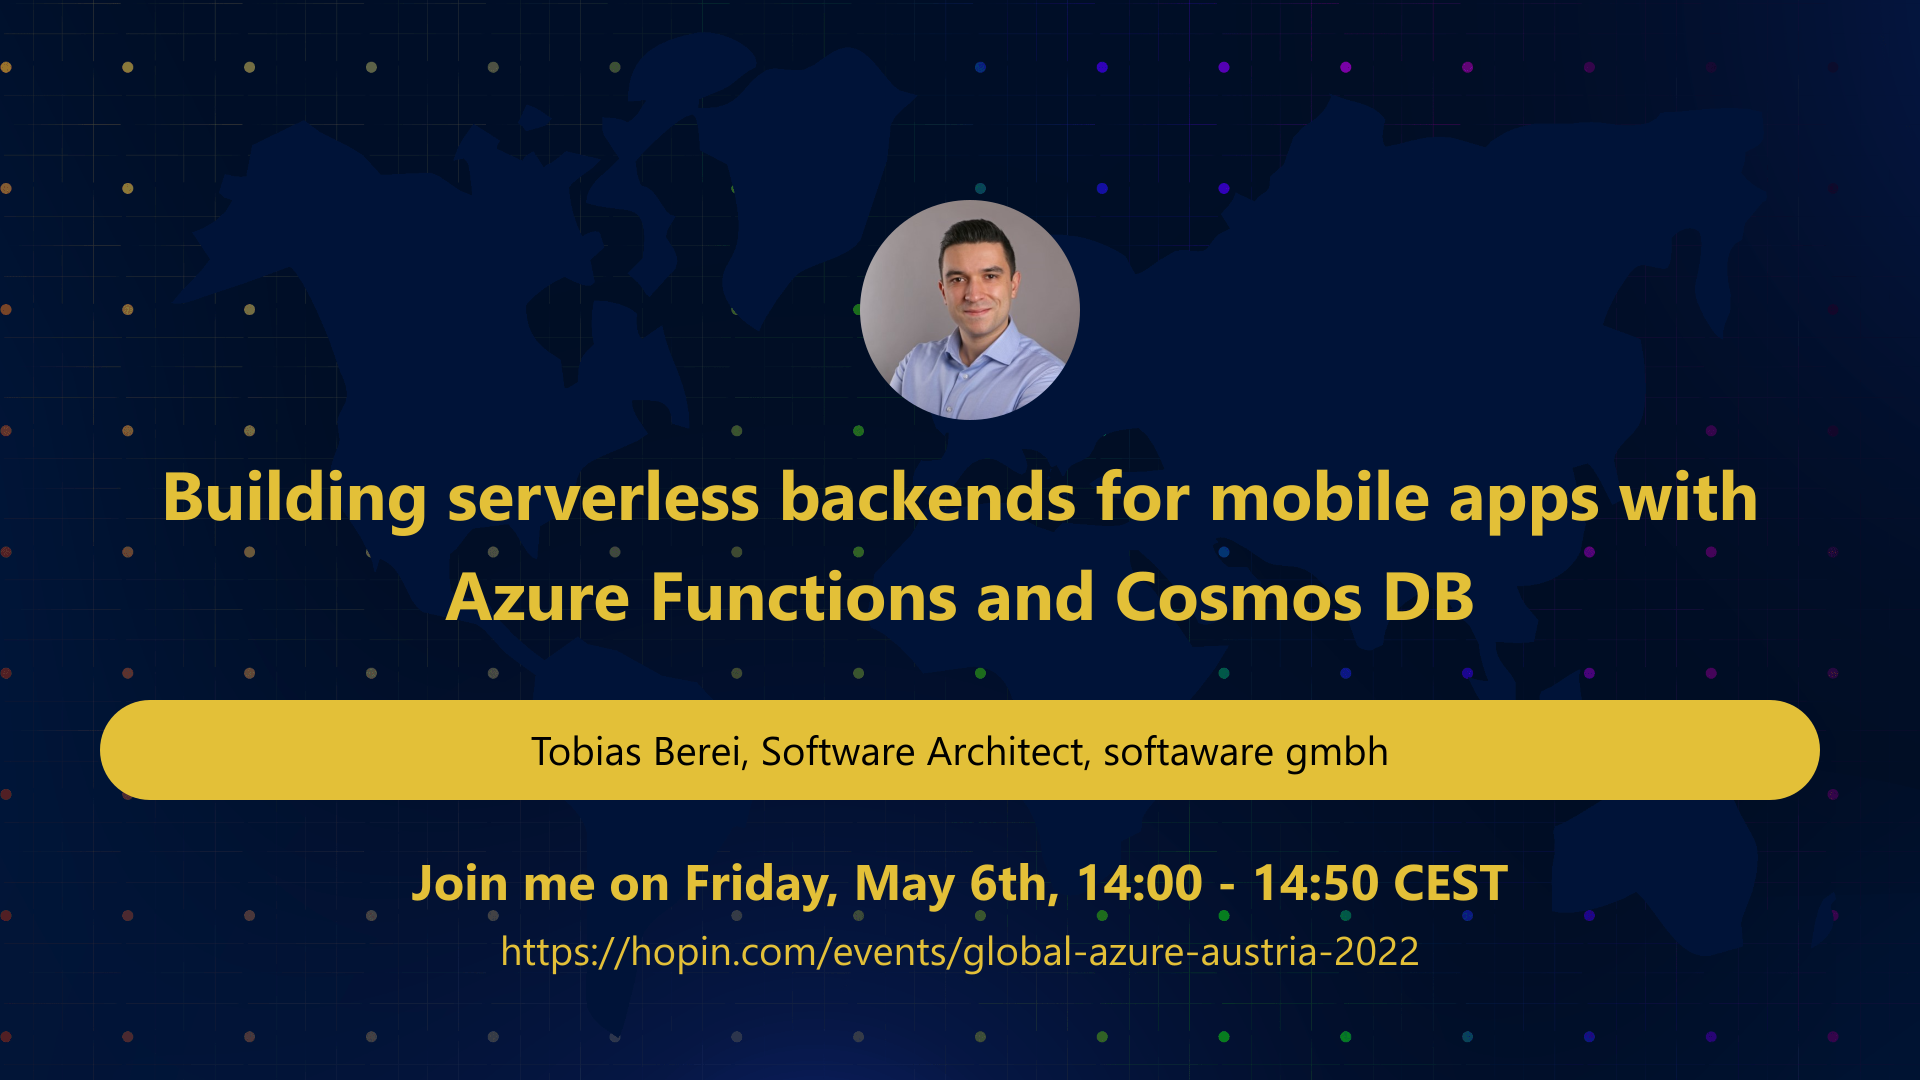 Building serverless backends for mobile apps with
Azure Functions and Cosmos DB
Tobias Berei, Software Architect, softaware gmbh
Join me on Friday, May 6th, 14:00 - 14:50 CEST
https://hopin.com/events/global-azure-austria-2022